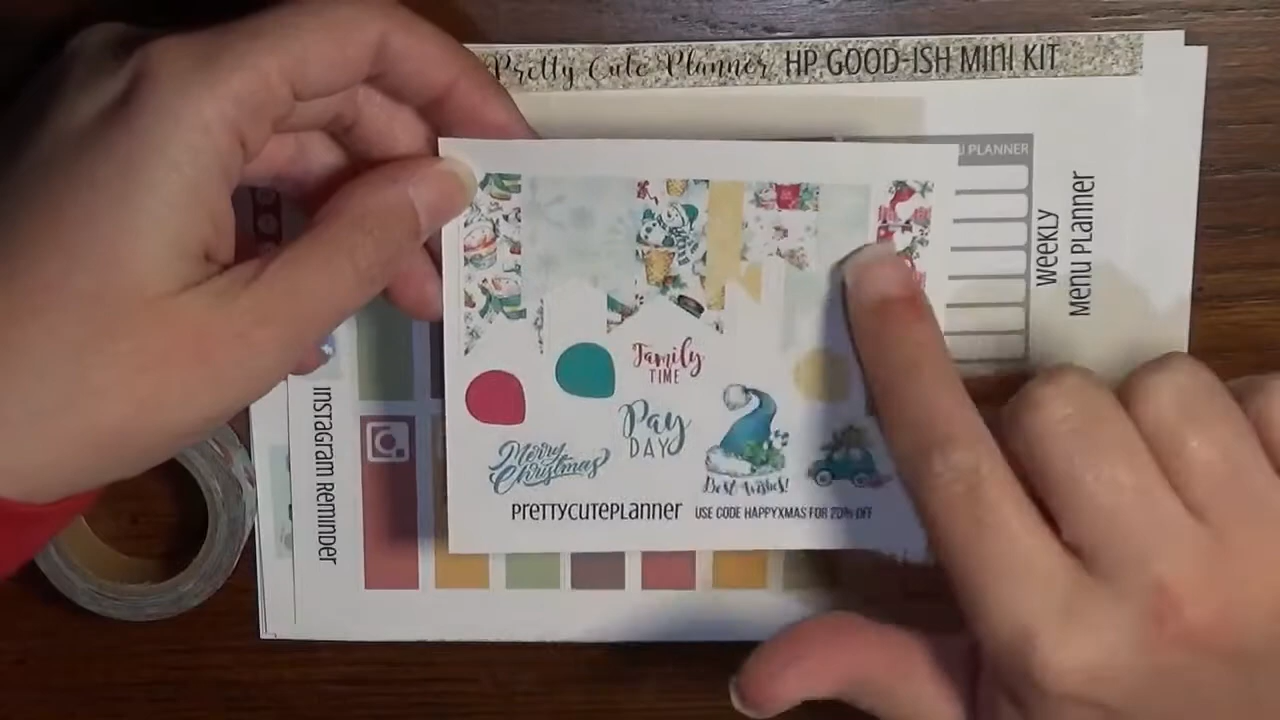 Pretty Cute Planner HP GOOD-ISH MINI KIT
U PLANNER
WEEKLY
MENU PLANNER
INSTAGRAM REMINDER
Family
TIME
Pay
DAY
Merry
Christmas
Best Wishes!
PRETTYCUTEPLANNER USE CODE HAPPYXMAS FOR 20% OFF